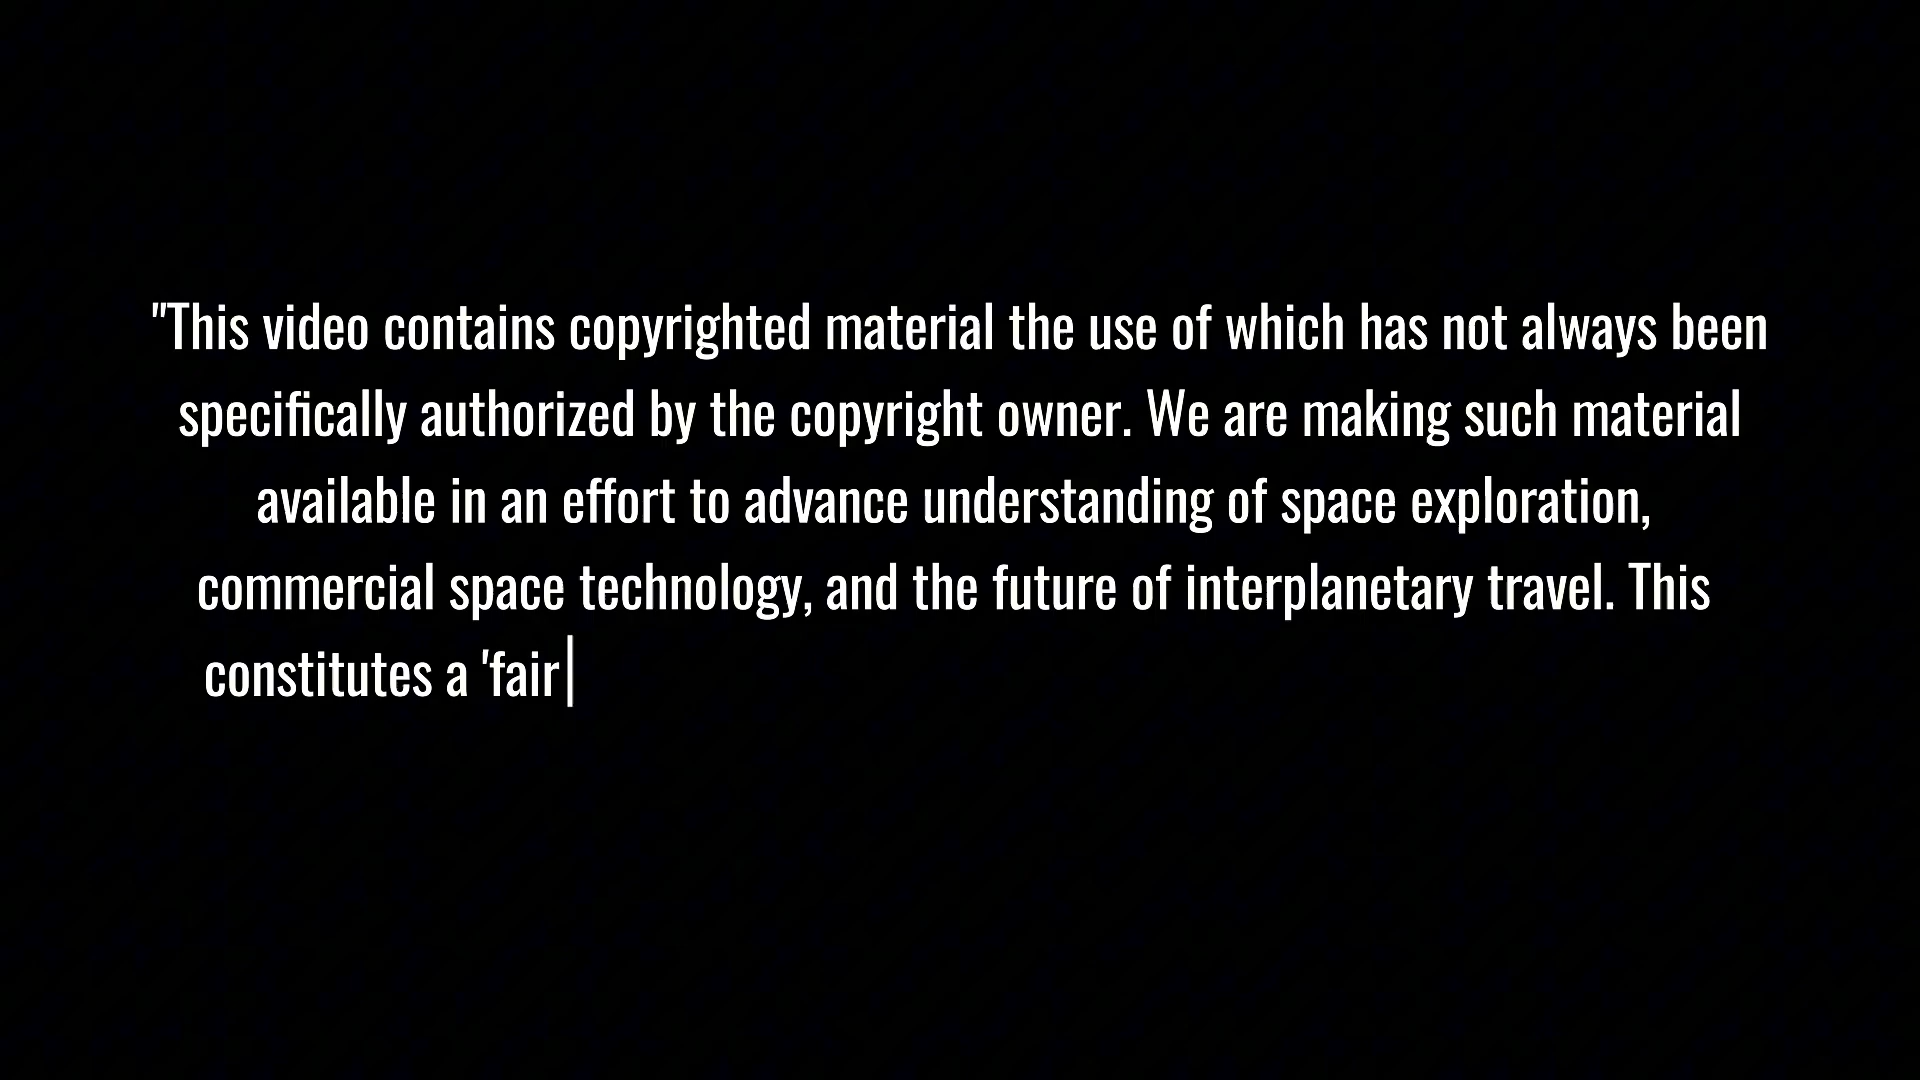 "This video contains copyrighted material the use of which has not always been
specifically authorized by the copyright owner. We are making such material
available in an effort to advance understanding of space exploration,
commercial space technology, and the future of interplanetary travel. This
constitutes a 'fair